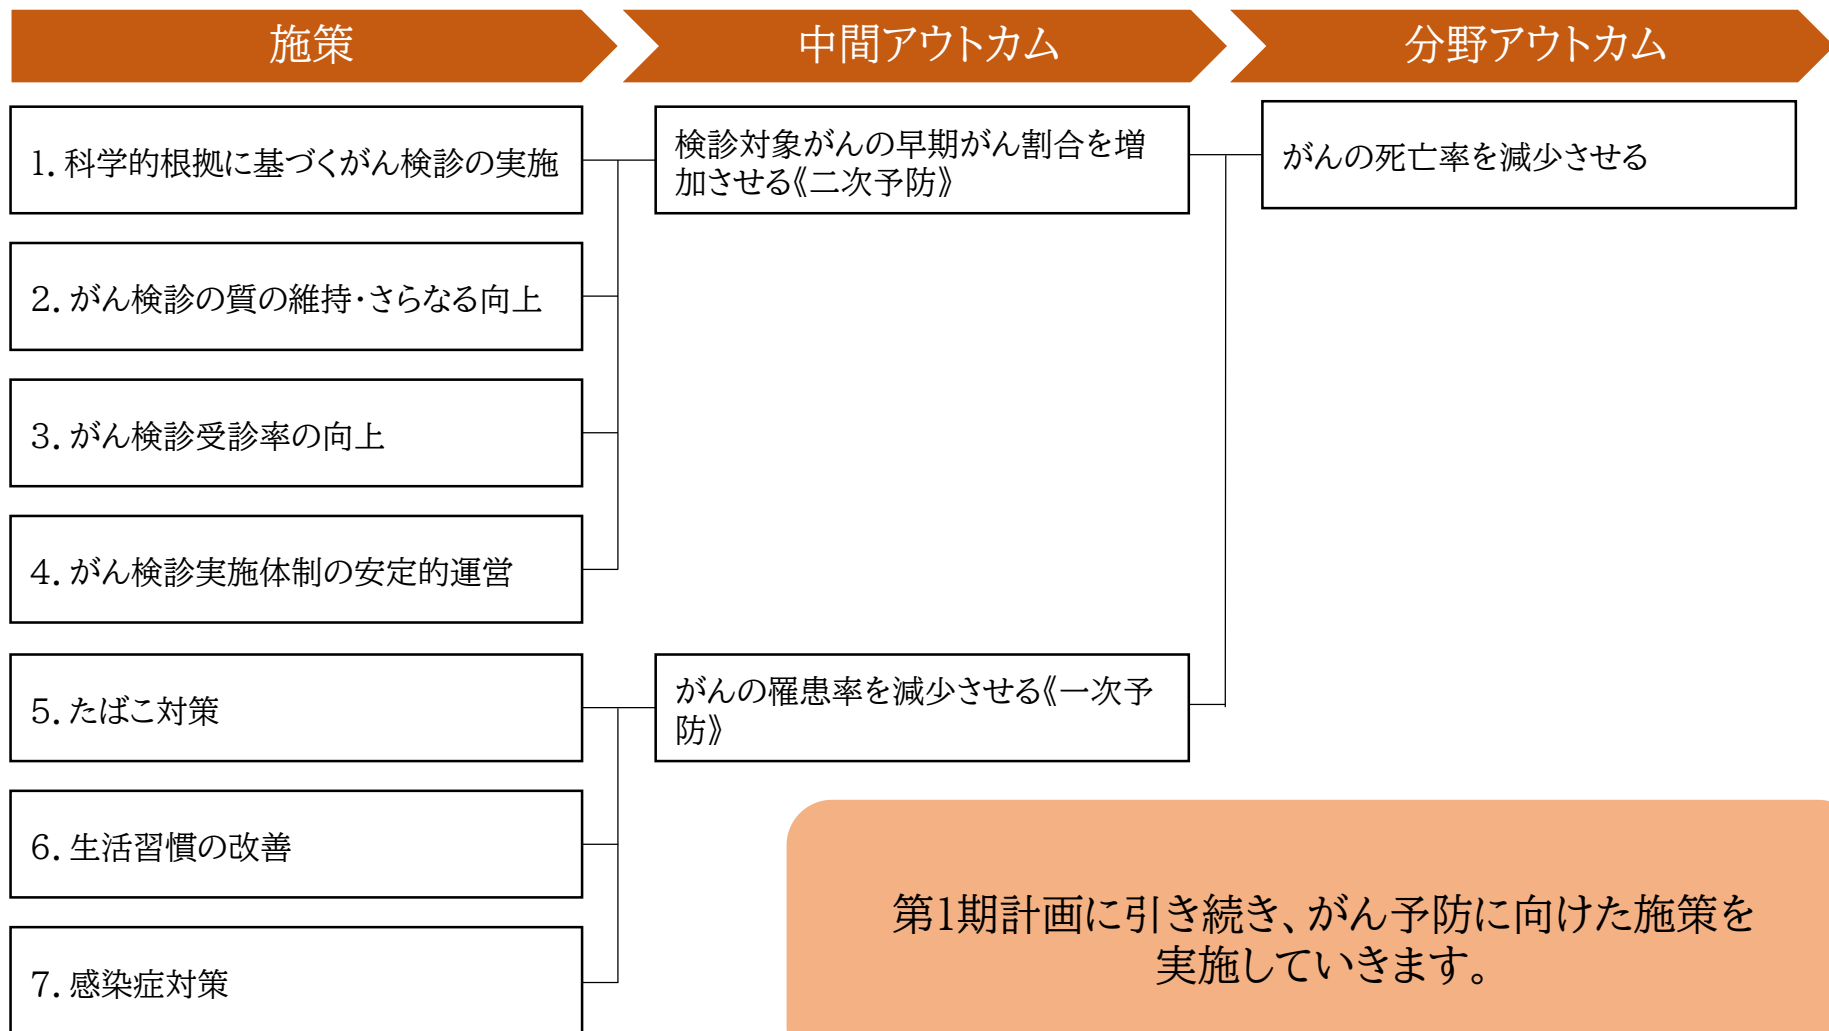 施策
中間アウトカム
分野アウトカム
1. 科学的根拠に基づくがん検診の実施
検診対象がんの早期がん割合を増
加させる《二次予防》
がんの死亡率を減少させる
2. がん検診の質の維持・さらなる向上
3. がん検診受診率の向上
4. がん検診実施体制の安定的運営
5. たばこ対策
がんの罹患率を減少させる《一次予
防》
6. 生活習慣の改善
7. 感染症対策
第1期計画に引き続き、がん予防に向けた施策を
実施していきます。